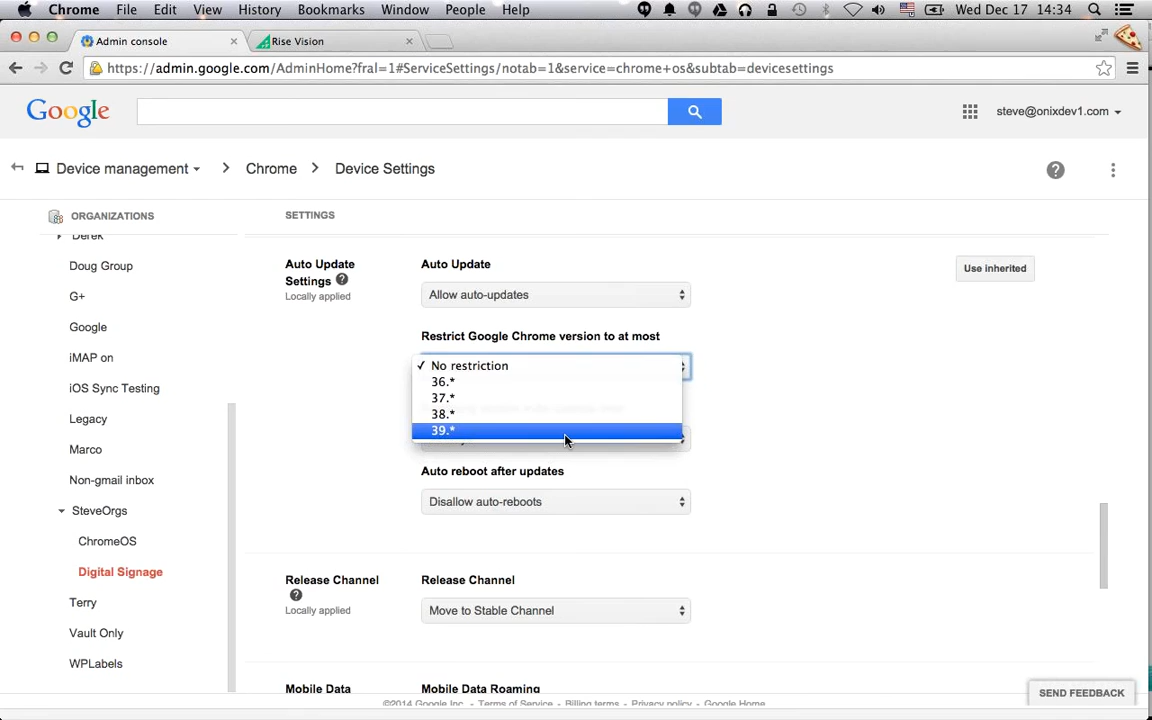 Chrome File Edit View History Bookmarks Window People Help Wed Dec 17 14:34
Admin console Rise Vision
https://admin.google.com/AdminHome?fral=1#ServiceSettings/notab=1&service=chrome+os&subtab=devicesettings
Google steve@onixdev1.com
Device management Chrome Device Settings
ORGANIZATIONS SETTINGS
Derek
Doug Group
G+
Google
iMAP on
iOS Sync Testing
Legacy
Marco
Non-gmail inbox
SteveOrgs
ChromeOS
Digital Signage
Terry
Vault Only
WPLabels
Auto Update
Settings
Locally applied
Auto Update
Use inherited
Allow auto-updates
Restrict Google Chrome version to at most
✓ No restriction
36.*
37.*
38.*
39.*
Auto reboot after updates
Disallow auto-reboots
Release Channel
Locally applied
Release Channel
Move to Stable Channel
Mobile Data
Mobile Data Roaming
SEND FEEDBACK
©2014 Google Inc. - Terms of Service - Billing terms - Privacy policy - Google Home